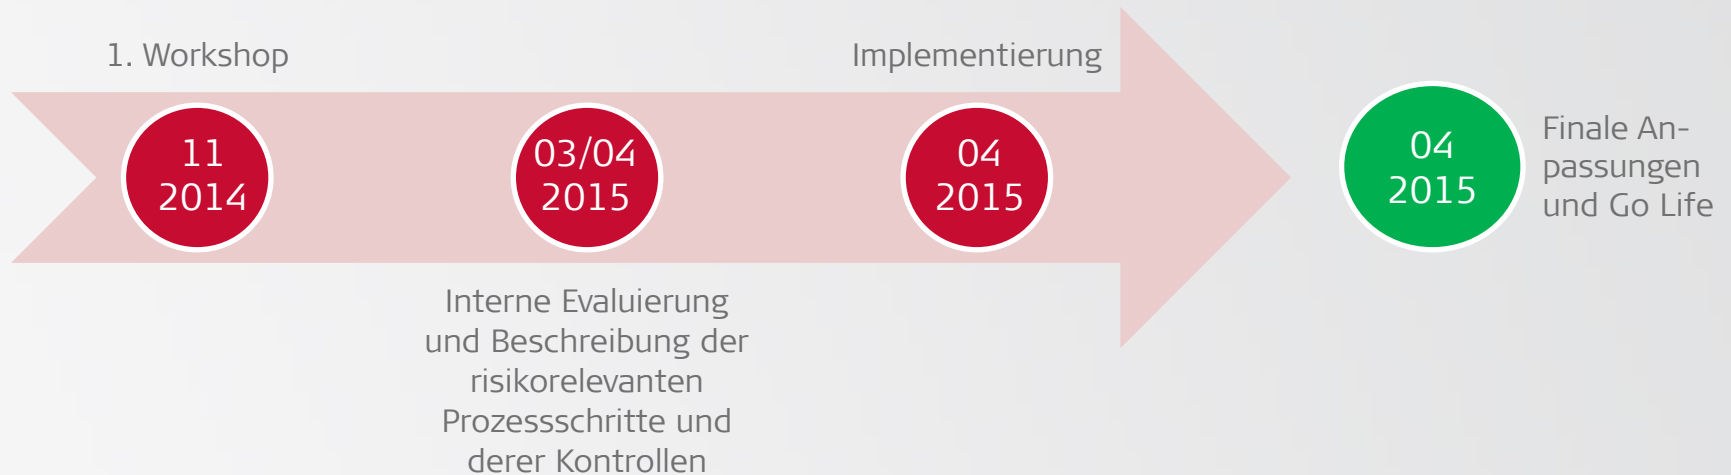 1. Workshop
11
2014
03/04
2015
Interne Evaluierung
und Beschreibung der
risikorelevanten
Prozessschritte und
derer Kontrollen
Implementierung
04
2015
04
2015
Finale An-
passungen
und Go Life